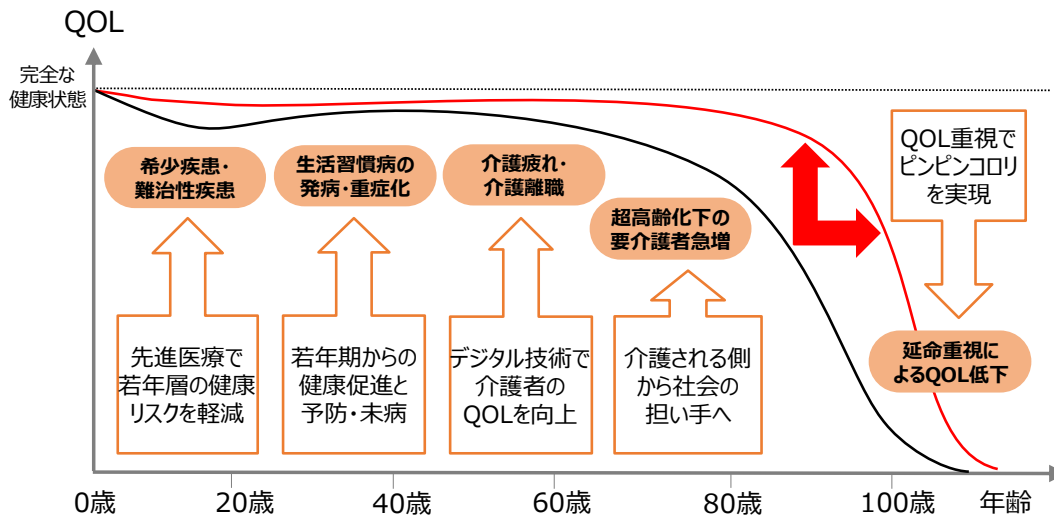 QOL
完全な
健康状態
希少疾患・
難治性疾患
生活習慣病の
発病・重症化
介護疲れ・
介護離職
超高齢化下の
要介護者急増
QOL重視で
ピンピンコロリ
を実現
先進医療で
若年層の健康
リスクを軽減
若年期からの
健康促進と
予防・未病
デジタル技術で
介護者の
QOLを向上
介護される側
から社会の
担い手へ
延命重視に
よるQOL低下
0歳
20歳
40歳
60歳
80歳
100歳
年齢